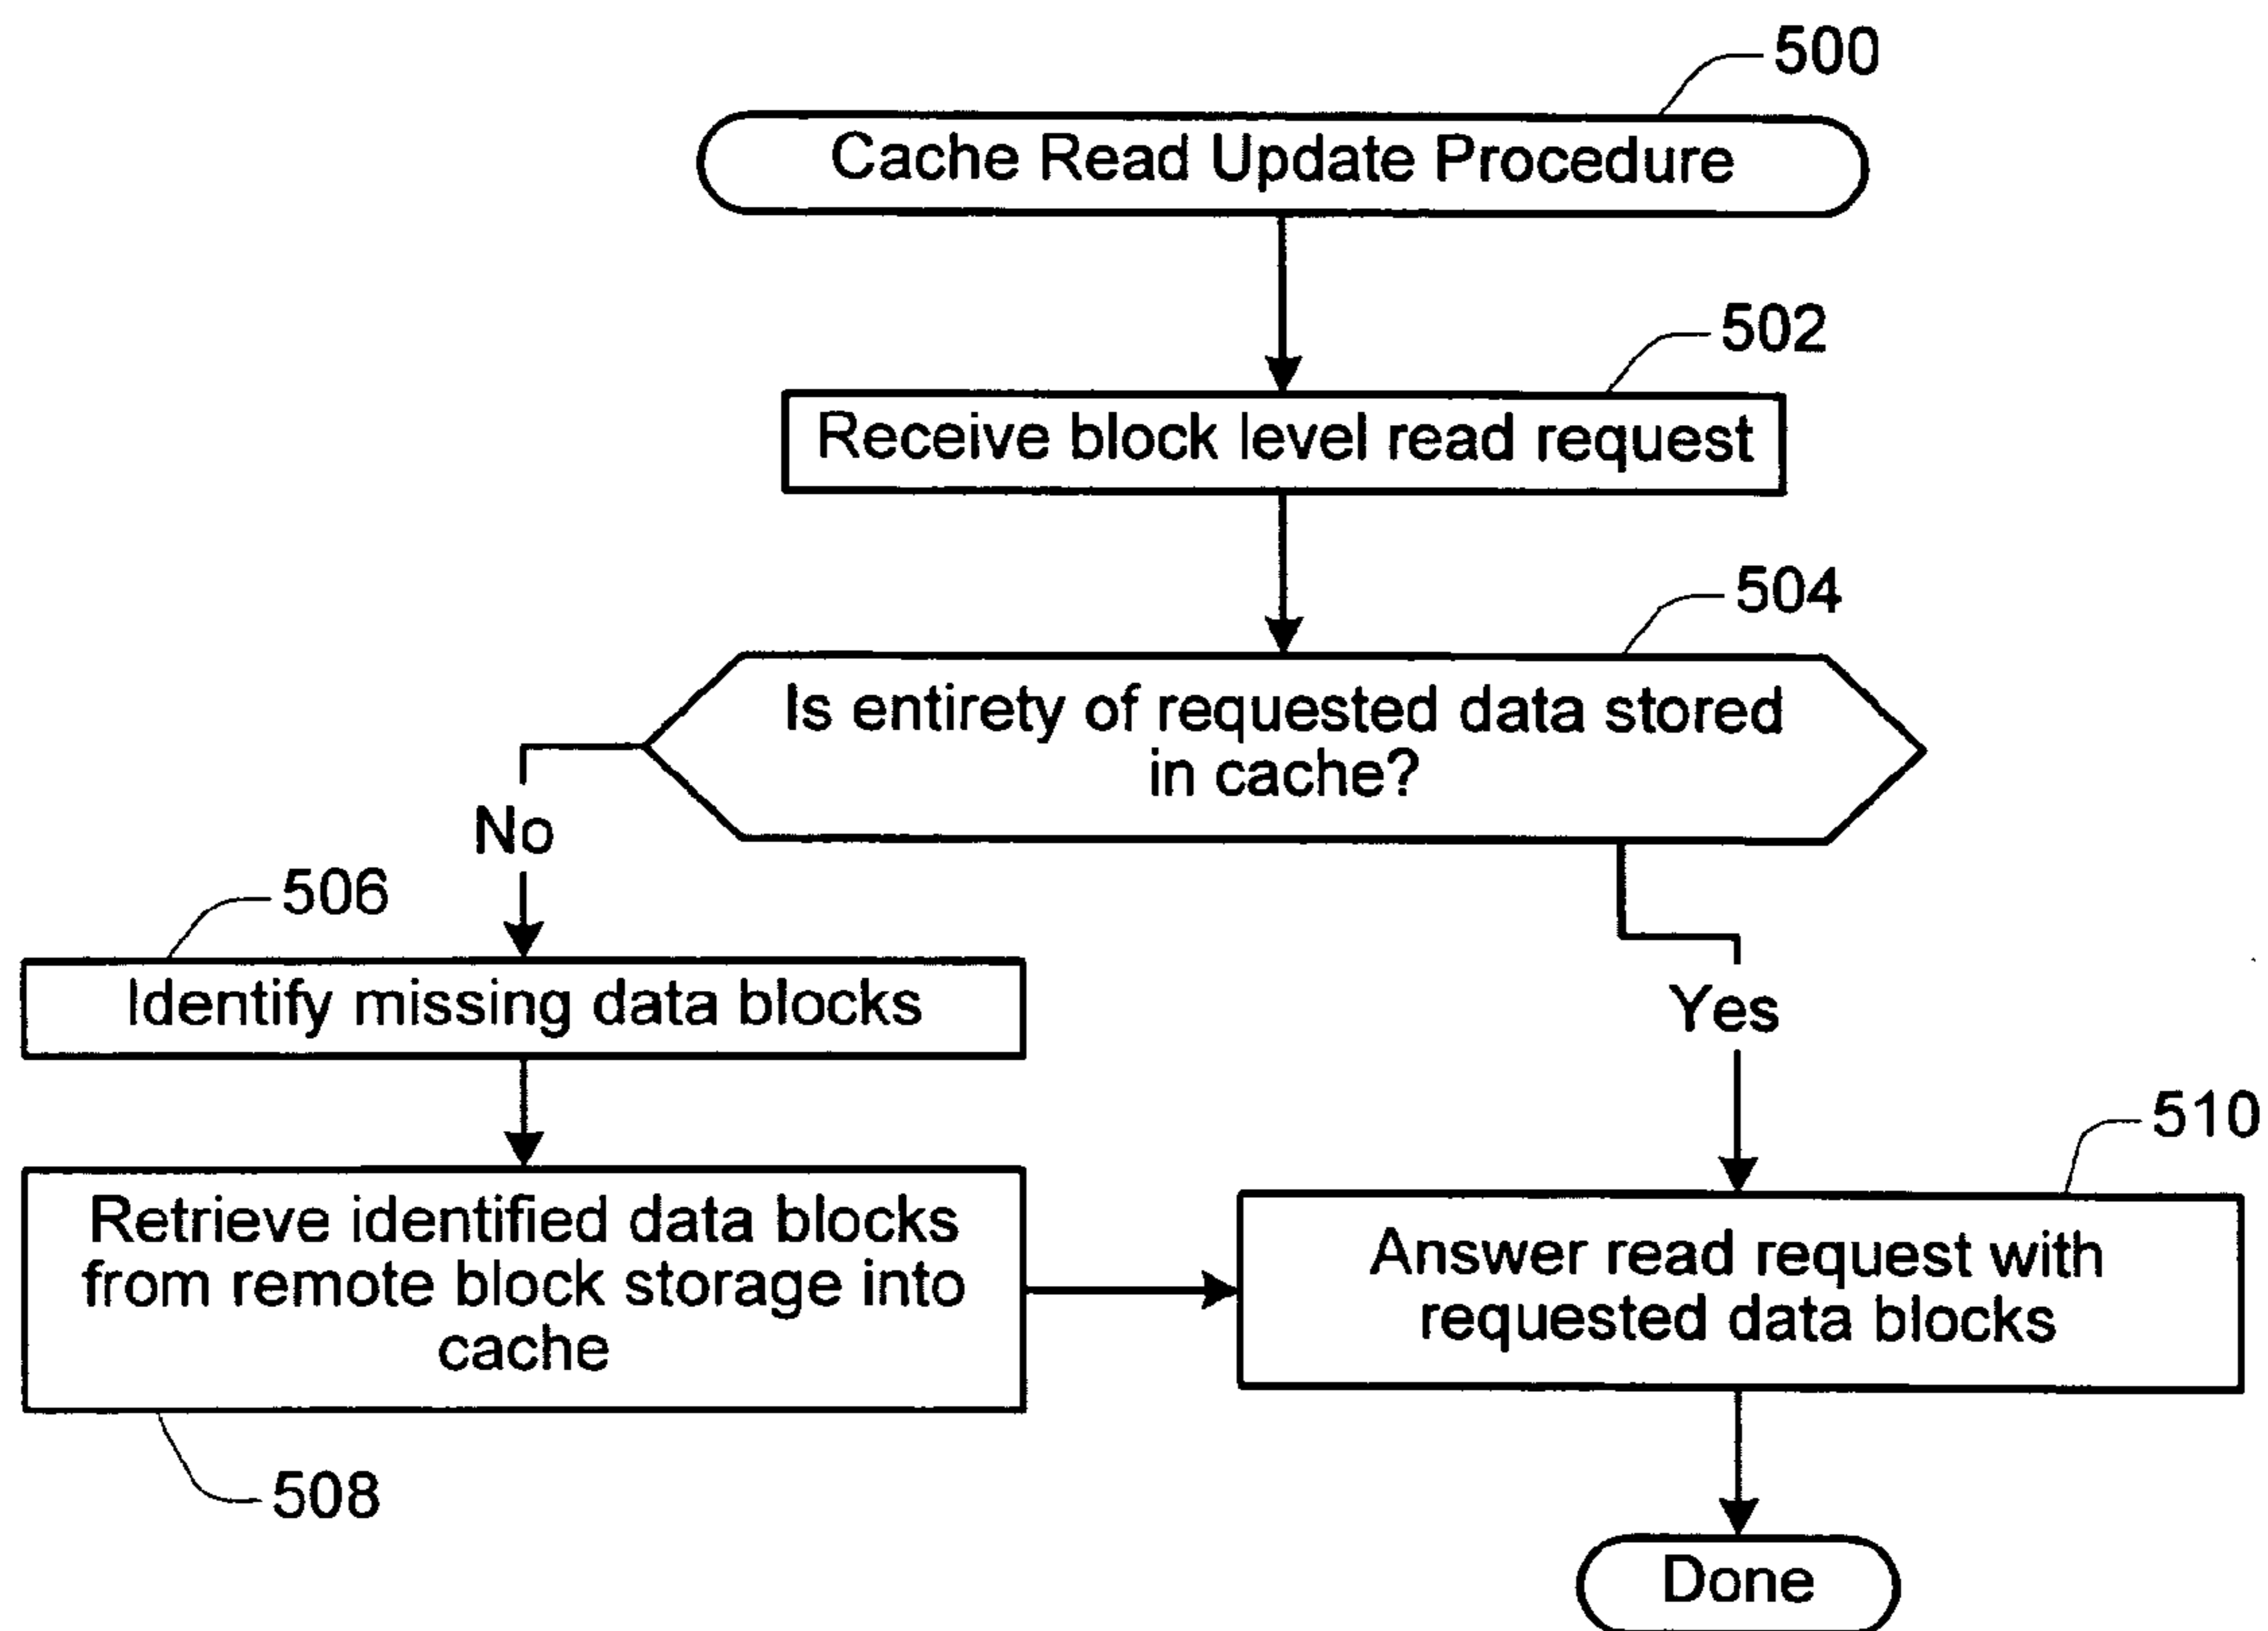 500
Cache Read Update Procedure
502
Receive block level read request
504
Is entirety of requested data stored
in cache?
No
506
Identify missing data blocks
Yes
510
Retrieve identified data blocks
from remote block storage into
cache
508
Answer read request with
requested data blocks
Done